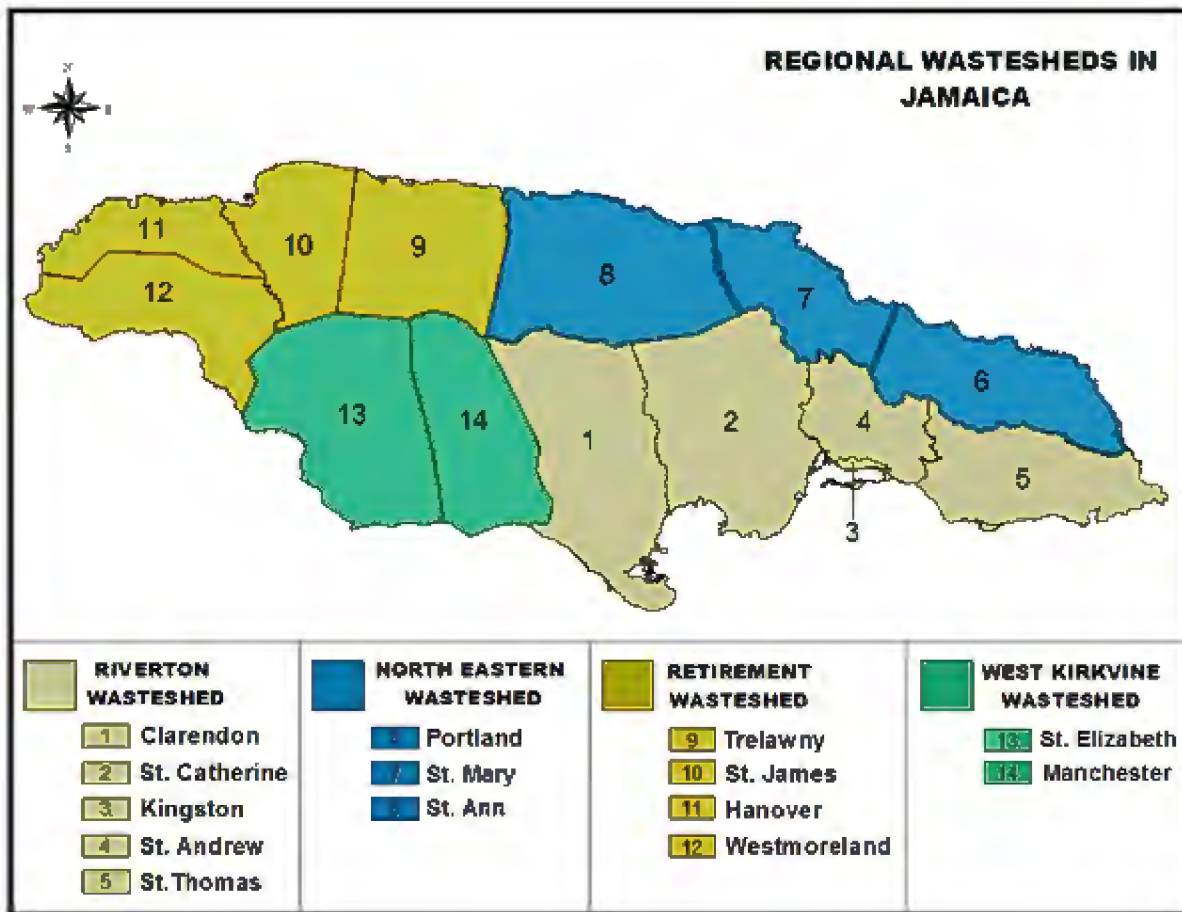 REGIONAL WASTESHEDS IN
JAMAICA
N
W
E
S
11
10
9
12
8
7
6
13
14
1
2
4
5
3
RIVERTON
WASTESHED
1 Clarendon
2 St. Catherine
3 Kingston
4 St. Andrew
5 St. Thomas
NORTH EASTERN
WASTESHED
Portland
7 St. Mary
St. Ann
RETIREMENT
WASTESHED
9 Trelawny
10 St. James
11 Hanover
12 Westmoreland
WEST KIRKVINE
WASTESHED
13 St. Elizabeth
14 Manchester